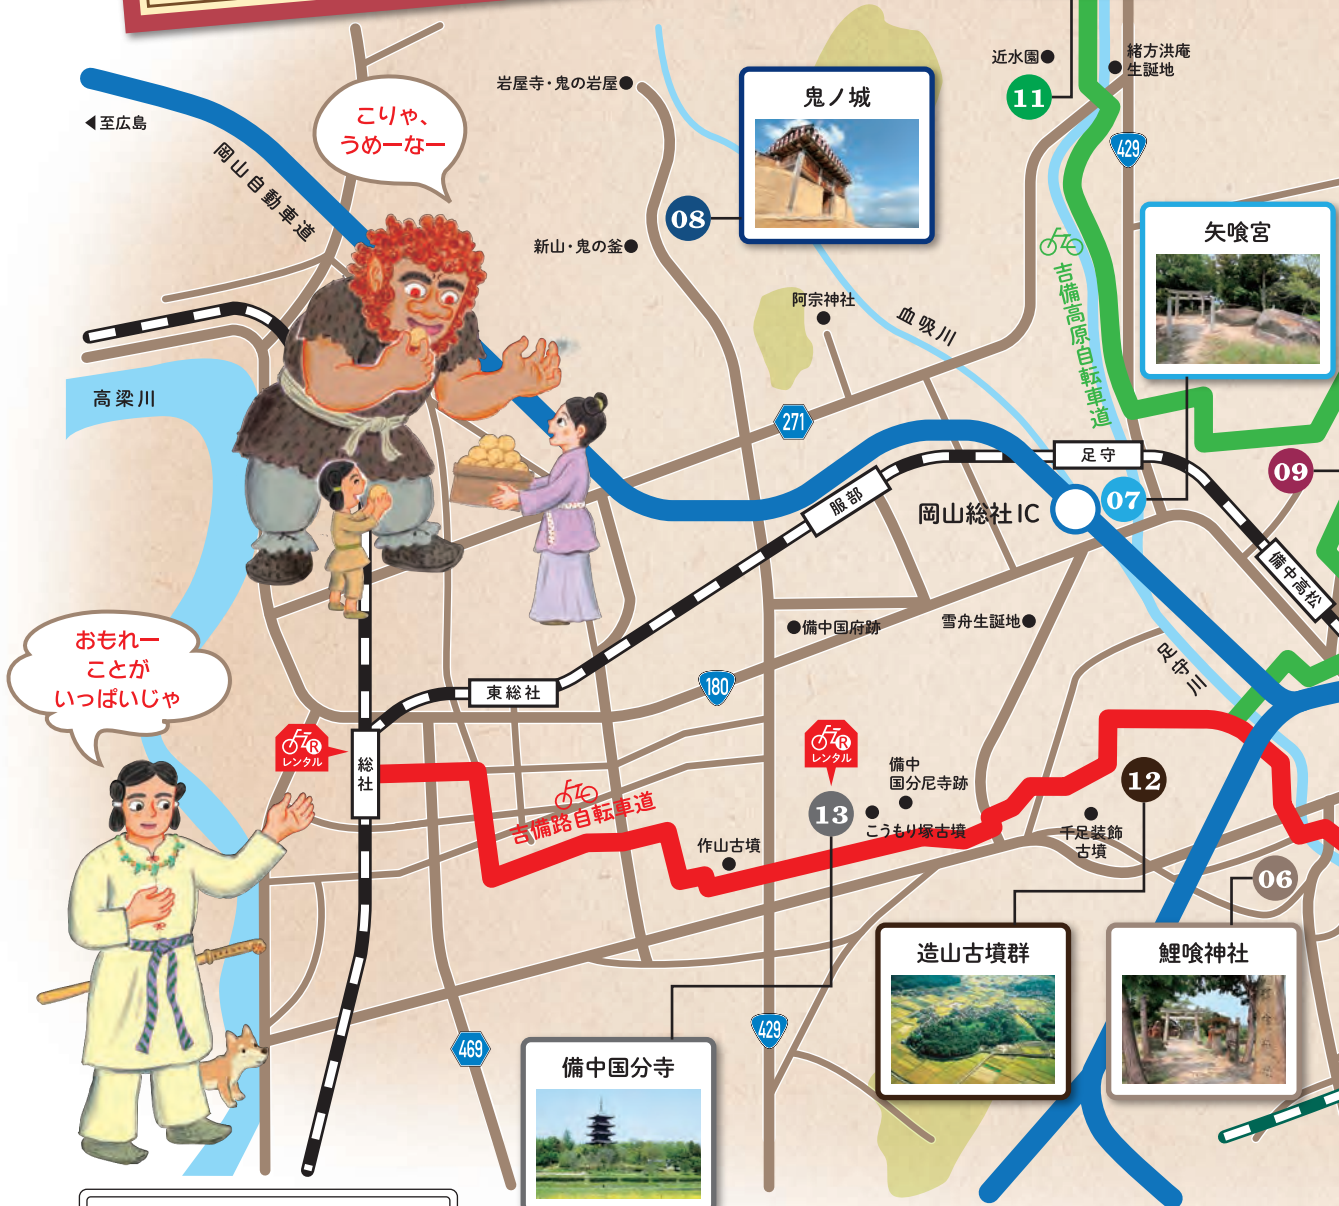 近水園
緒方洪庵
生誕地
岩屋寺・鬼の岩屋
鬼ノ城
11
◀至広島
こりゃ、
うめーなー
429
岡山自動車道
08
矢喰宮
新山・鬼の釜
阿宗神社
血吸川
吉備高原自転車道
高梁川
271
足守
09
服部
07
岡山総社IC
備中高松
備中国府跡
雪舟生誕地
おもれー
ことが
いっぱいじゃ
足守川
180
東総社
R
レンタル
総社
R
レンタル
備中
国分尼寺跡
12
13
こうもり塚古墳
吉備路自転車道
千足装飾
古墳
作山古墳
06
造山古墳群
鯉喰神社
429
469
備中国分寺